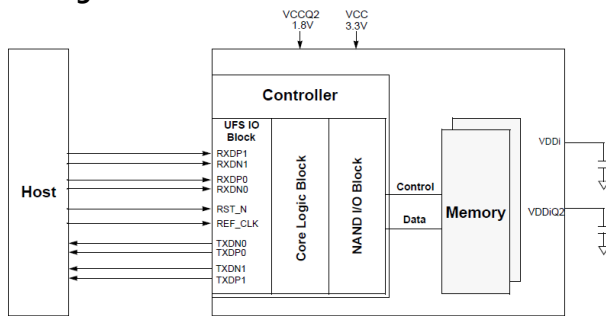 VCCQ2
1.8V
VCC
3.3V
Controller
UFS IO
Block
RXDP1
RXDN1
RXDP0
RXDN0
RST_N
REF_CLK
TXDN0
TXDP0
TXDN1
TXDP1
Host
Core Logic Block
NAND I/O Block
Control
Data
Memory
VDDi
VDDiQ2